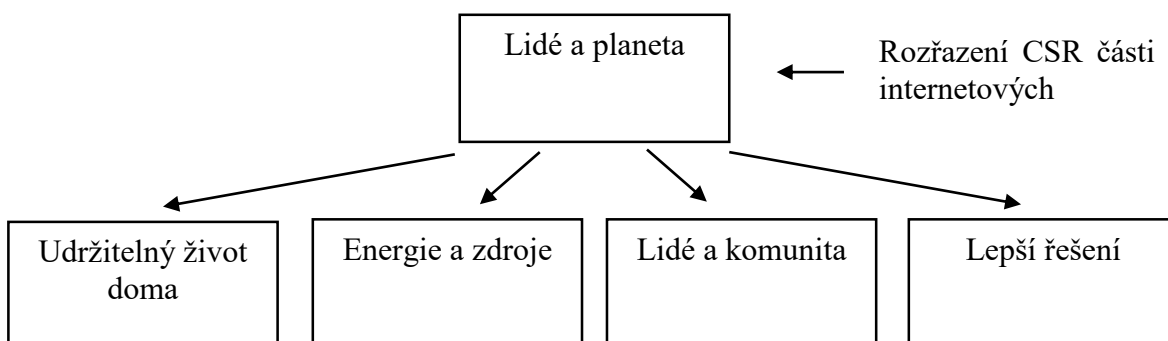 Lidé a planeta
Rozřazení CSR části
internetových
Udržitelný život
doma
Energie a zdroje
Lidé a komunita
Lepší řešení